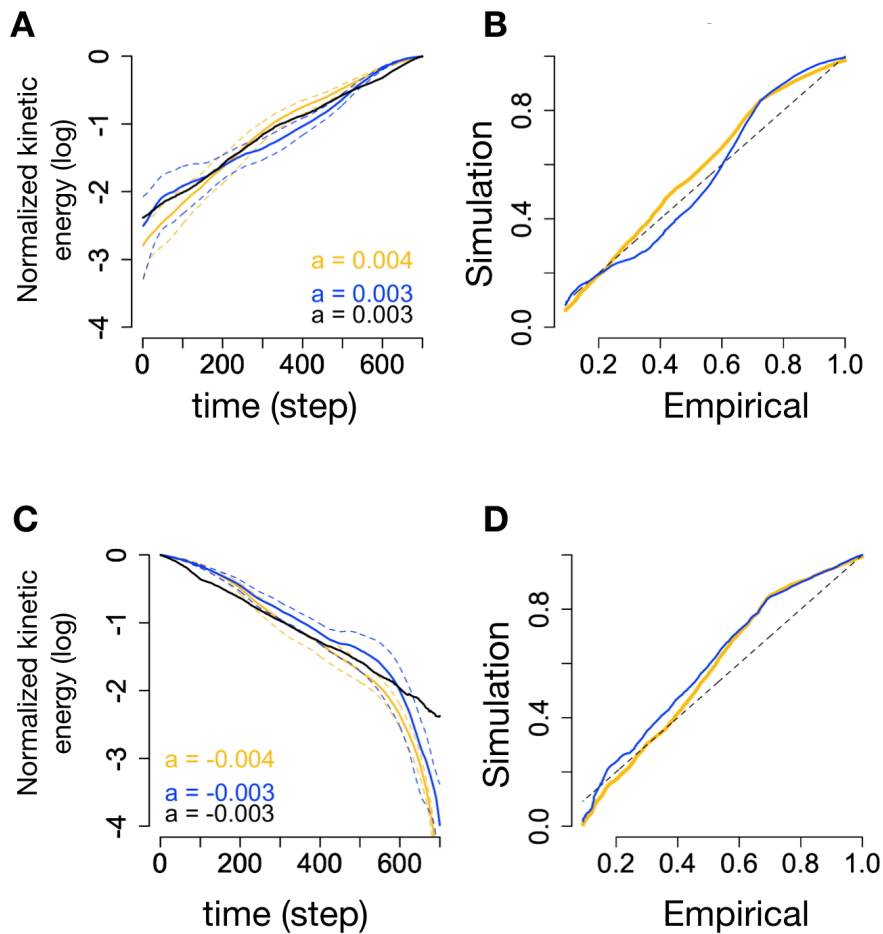 A
Normalized kinetic
energy (log)
0
-1
-2
-3
-4
a = 0.004
a = 0.003
a = 0.003
0 200 400 600
time (step)
B
Simulation
0.8
0.4
0.0
0.2 0.4 0.6 0.8 1.0
Empirical
C
Normalized kinetic
energy (log)
0
-1
-2
-3
-4
a = -0.004
a = -0.003
a = -0.003
0 200 400 600
time (step)
D
Simulation
0.8
0.4
0.0
0.2 0.4 0.6 0.8 1.0
Empirical